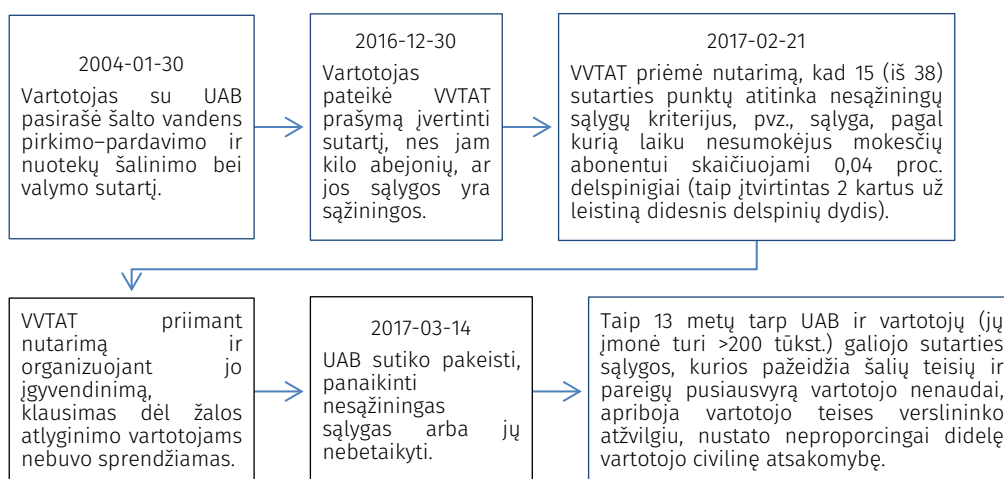 2004-01-30
Vartotojas su UAB
pasirašė šalto vandens
pirkimo–pardavimo ir
nuotekų šalinimo bei
valymo sutartį.
2016-12-30
Vartotojas
pateikė VVTAT
prašymą įvertinti
sutartį, nes jam
kilo abejonių, ar
jos sąlygos yra
sąžiningos.
2017-02-21
VVTAT priėmė nutarimą, kad 15 (iš 38)
sutarties punktų atitinka nesąžiningų
sąlygų kriterijus, pvz., sąlyga, pagal
kurią laiku nesumokėjus mokesčių
abonentui skaičiuojami 0,04 proc.
delspinigiai (taip įtvirtintas 2 kartus už
leistiną didesnis delspinių dydis).
VVTAT priimant
nutarimą ir
organizuojant jo
įgyvendinimą,
klausimas dėl žalos
atlyginimo vartotojams
nebuvo sprendžiamas.
2017-03-14
UAB sutiko pakeisti,
panaikinti
nesąžiningas
sąlygas arba jų
nebetaikyti.
Taip 13 metų tarp UAB ir vartotojų (jų
įmonė turi >200 tūkst.) galiojo sutarties
sąlygos, kurios pažeidžia šalių teisių ir
pareigų pusiausvyrą vartotojo nenaudai,
apriboja vartotojo teises verslininko
atžvilgiu, nustato neproporcingai didelę
vartotojo civilinę atsakomybę.